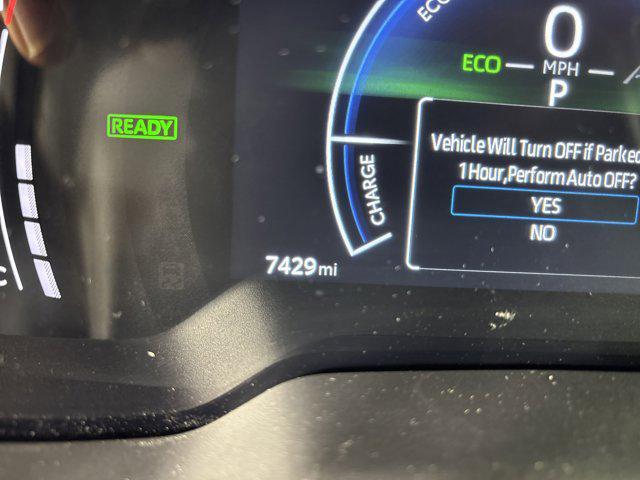 ECO
0
ECO
MPH
P
READY
Vehicle Will Turn OFF if Parked
1 Hour,Perform Auto OFF?
YES
NO
CHARGE
7429 mi
C